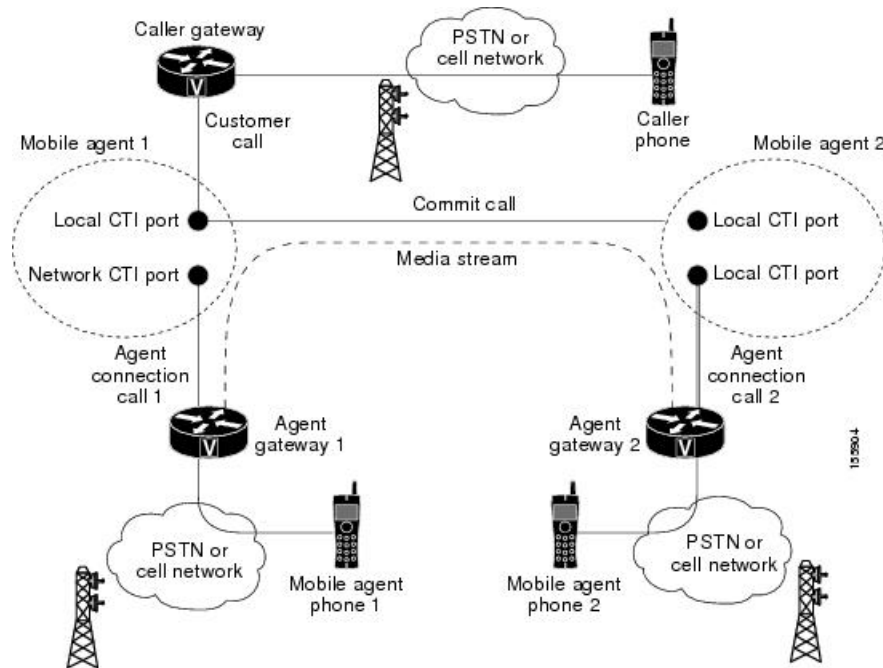 Caller gateway
PSTN or
cell network
V
Customer
call
Caller
phone
Mobile agent 1
Mobile agent 2
Local CTI port
Commit call
Local CTI port
Network CTI port
Media stream
Local CTI port
Agent
connection
call 1
Agent
connection
call 2
V
Agent
gateway 1
Agent
gateway 2
V
155904
PSTN or
cell network
Mobile agent
phone 1
Mobile agent
phone 2
PSTN or
cell network